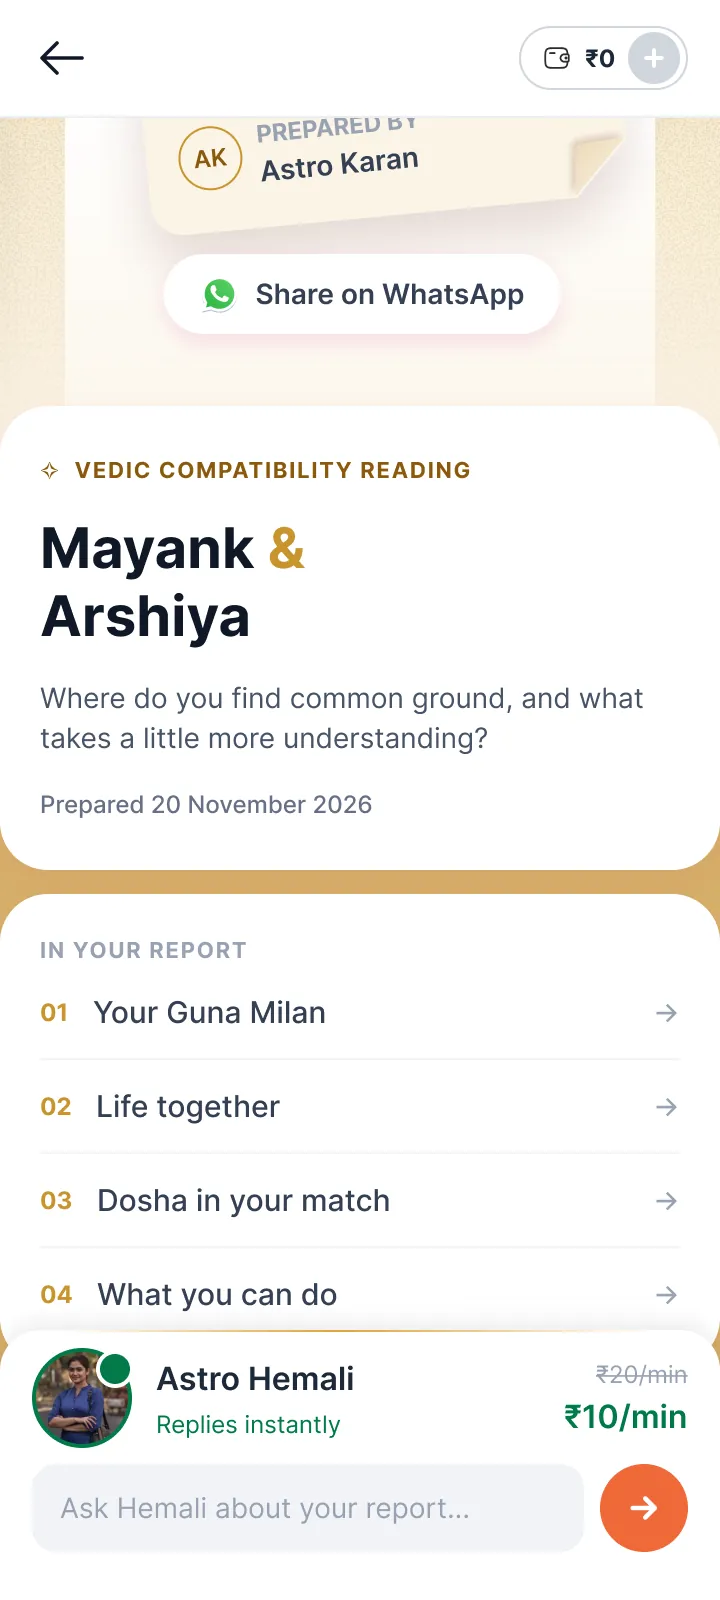 ₹0
PREPARED BY
AK
Astro Karan
Share on WhatsApp
VEDIC COMPATIBILITY READING
Mayank &
Arshiya
Where do you find common ground, and what
takes a little more understanding?
Prepared 20 November 2026
IN YOUR REPORT
01 Your Guna Milan
02 Life together
03 Dosha in your match
04 What you can do
Astro Hemali
₹20/min
Replies instantly
₹10/min
Ask Hemali about your report...